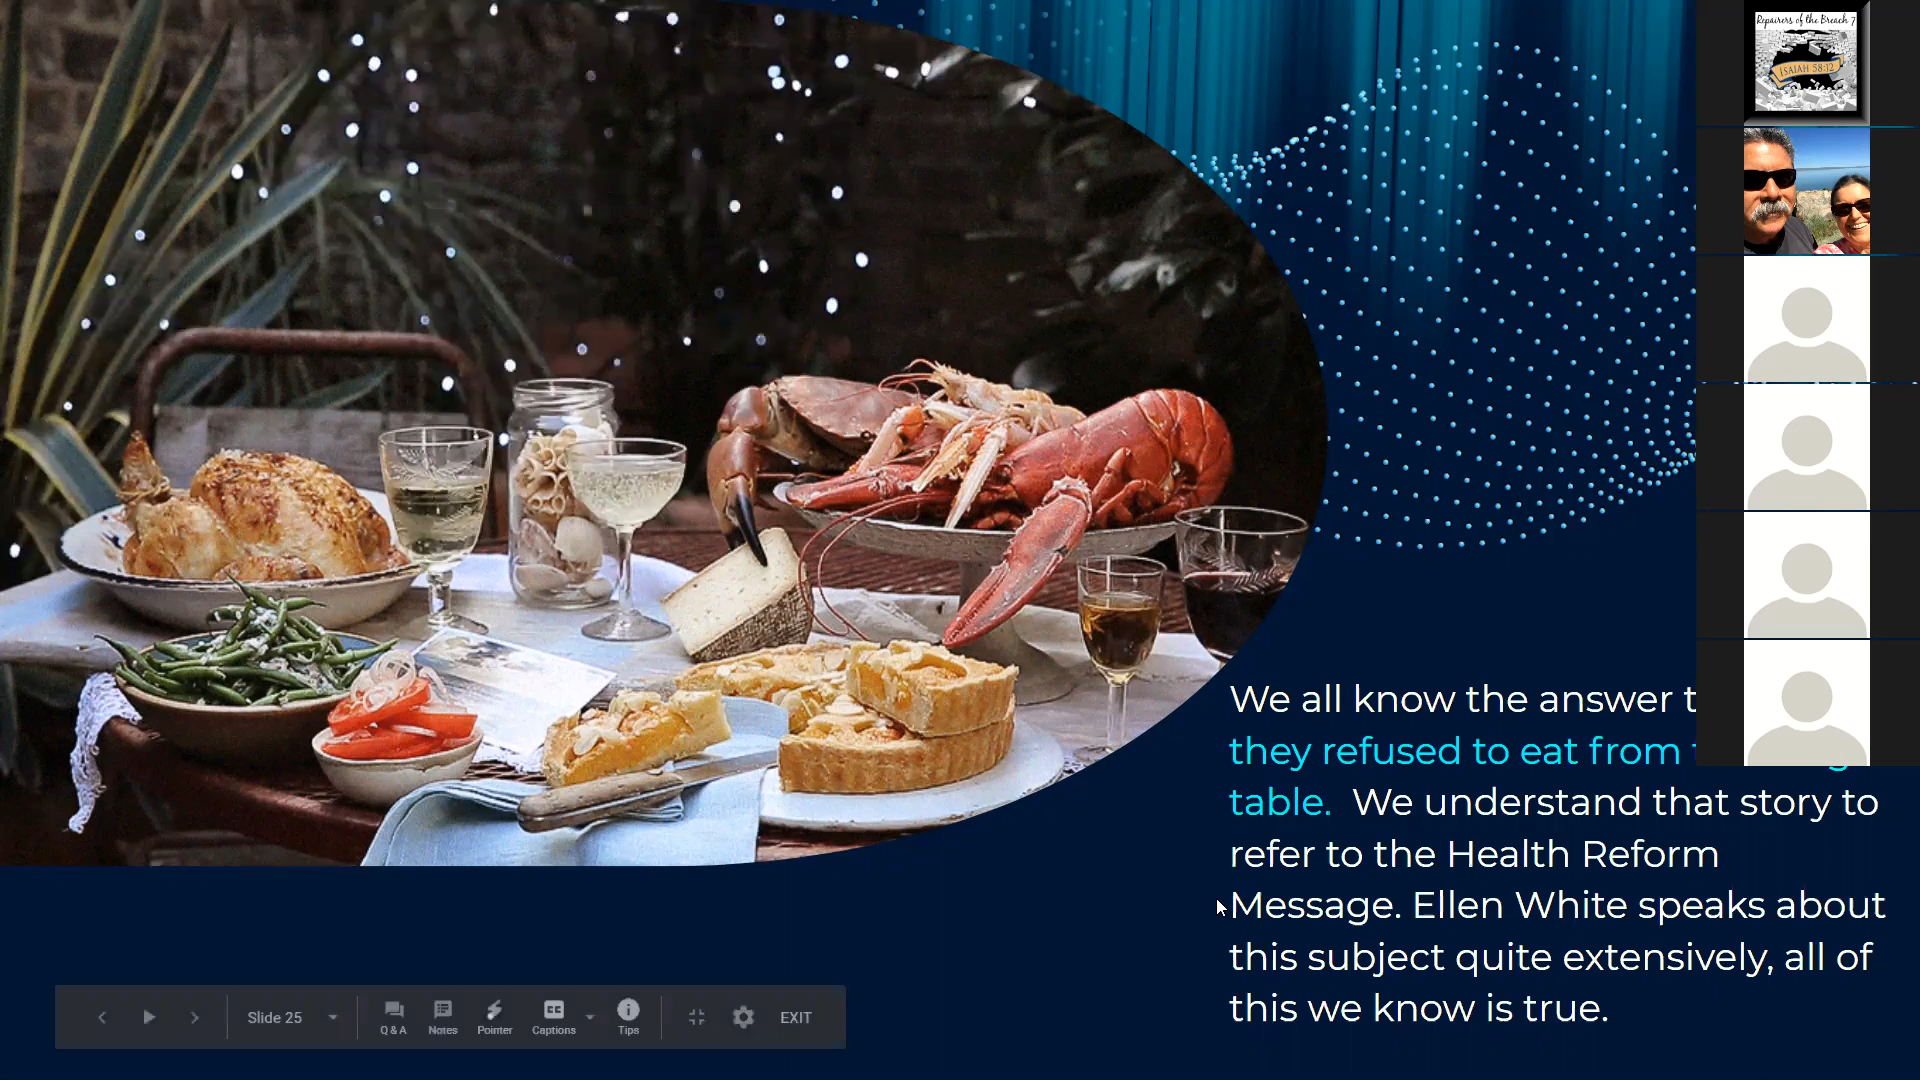 Repairers of the Breach 7
ISAIAH 58:12
We all know the answer
they refused to eat from
table. We understand that story to
refer to the Health Reform
Message. Ellen White speaks about
this subject quite extensively, all of
this we know is true.
Slide 25
Q & A
Notes
Pointer
Captions
Tips
EXIT